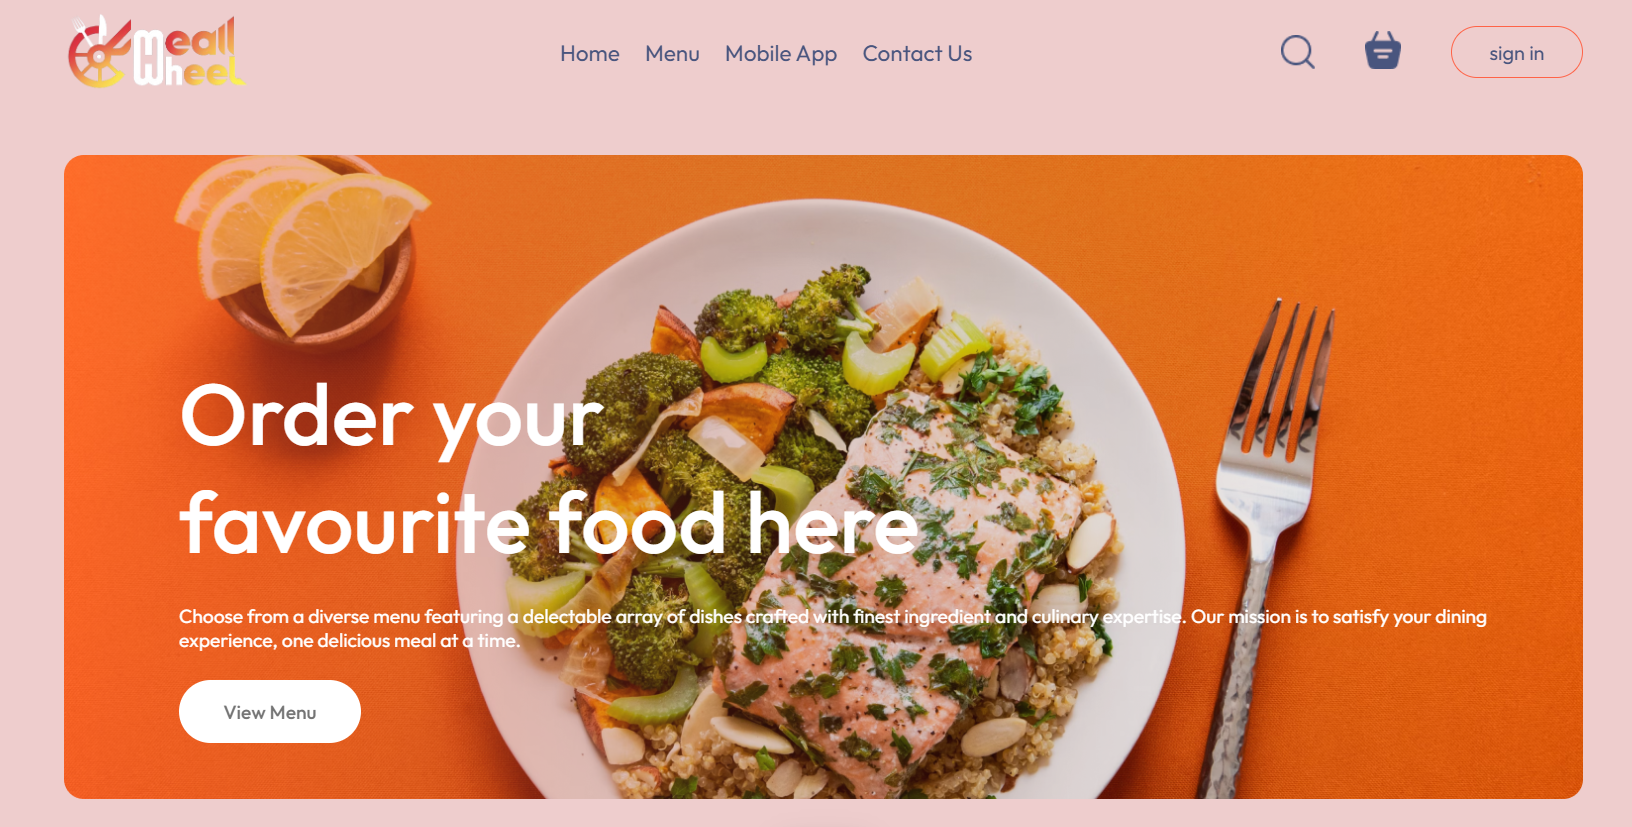 Meall
Wheel
Home Menu Mobile App Contact Us
sign in
Order your
favourite food here
Choose from a diverse menu featuring a delectable array of dishes crafted with finest ingredient and culinary expertise. Our mission is to satisfy your dining
experience, one delicious meal at a time.
View Menu